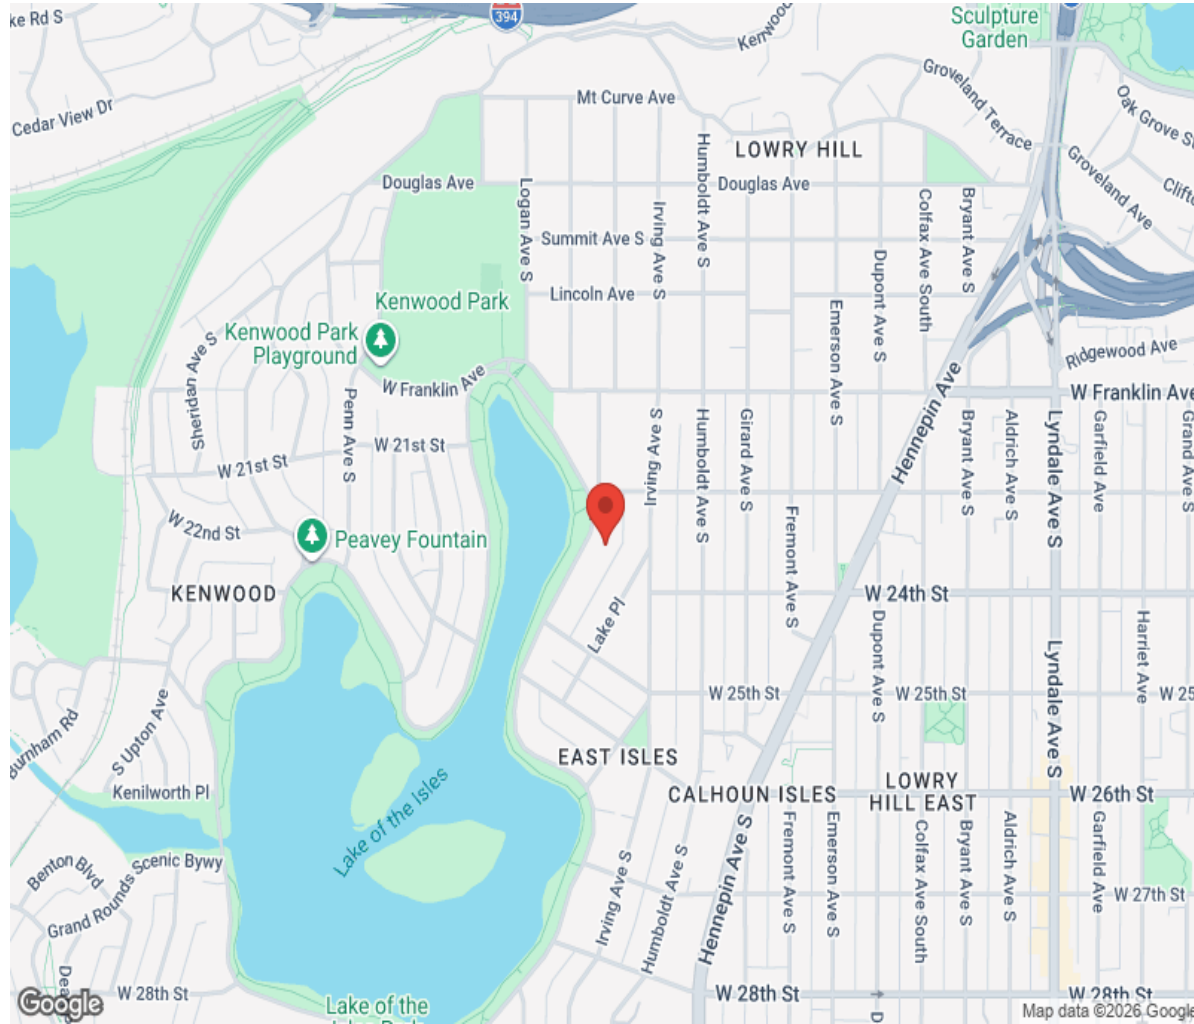 ke Rd S
394
Kenwood
Sculpture
Garden
Cedar View Dr
Mt Curve Ave
Groveland Terrace
Oak Grove St
LOWRY HILL
Humboldt Ave S
Groveland Ave
Clifto
Douglas Ave
Logan Ave S
Douglas Ave
Irving Ave S
Colfax Ave South
Bryant Ave S
Summit Ave S
Dupont Ave S
Lincoln Ave
Kenwood Park
Emerson Ave S
Kenwood Park
Playground
Sheridan Ave S
Ridgewood Ave
W Franklin Ave
Penn Ave S
Hennepin Ave
W Franklin Ave
Irving Ave S
Humboldt Ave S
Girard Ave S
Bryant Ave S
Aldrich Ave S
Lyndale Ave S
Garfield Ave
Grand Ave S
W 21st St
W 21st St
W 22nd St
Fremont Ave S
Peavey Fountain
KENWOOD
W 24th St
Lake Pl
Dupont Ave S
Harriet Ave
Lyndale Ave S
W 25th St
W 25th St
W 25
S Upton Ave
Burnham Rd
EAST ISLES
Kenilworth Pl
CALHOUN ISLES
LOWRY
HILL EAST
W 26th St
Lake of the Isles
Fremont Ave S
Emerson Ave S
Colfax Ave South
Bryant Ave S
Aldrich Ave S
Garfield Ave
Benton Blvd
Grand Rounds Scenic Bywy
Irving Ave S
Humboldt Ave S
Hennepin Ave S
W 27th St
Dea
W 28th St
W 28th St
W 28th St
D
Lake of the
Isles Park
Google
Map data ©2026 Google